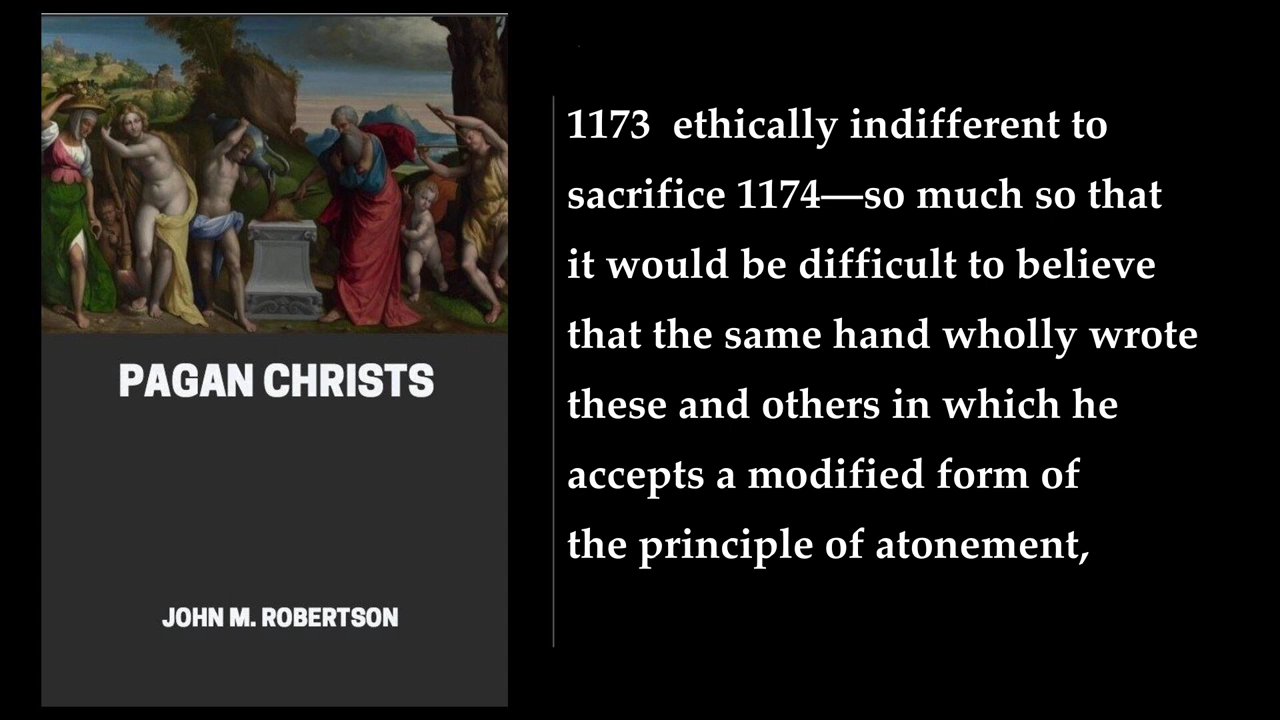 PAGAN CHRISTS
JOHN M. ROBERTSON
1173  ethically indifferent to
sacrifice 1174—so much so that
it would be difficult to believe
that the same hand wholly wrote
these and others in which he
accepts a modified form of
the principle of atonement,